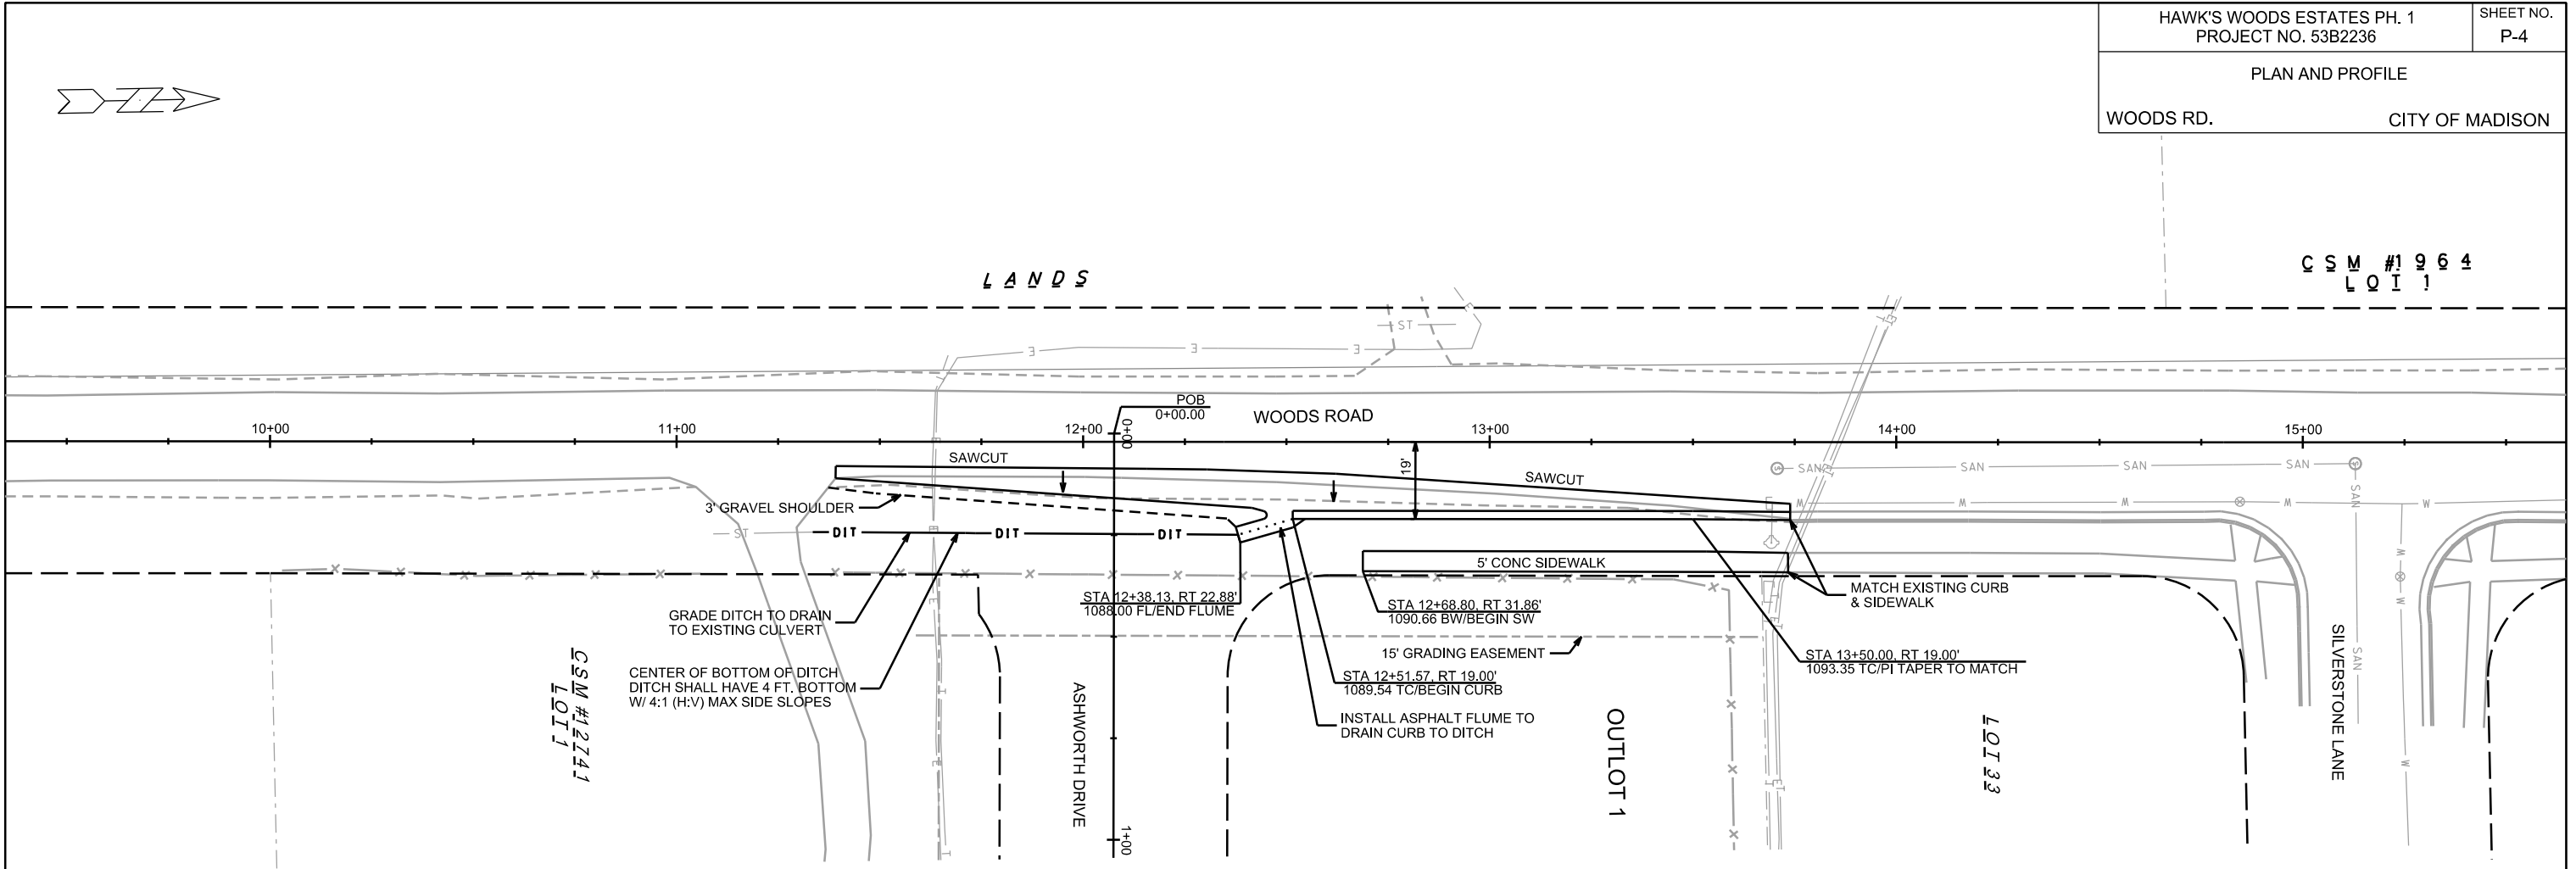 HAWK'S WOODS ESTATES PH. 1
PROJECT NO. 53B2236
SHEET NO.
P-4
PLAN AND PROFILE
WOODS RD.
CITY OF MADISON
LANDS
CSM #1964
LOT 1
ST
E E E
POB
0+00.00
WOODS ROAD
10+00
11+00
12+00
0+00
13+00
14+00
15+00
SAWCUT
19'
SAWCUT
SAN SAN SAN SAN
SAN
W W W W W
3' GRAVEL SHOULDER
ST
DIT DIT DIT
5' CONC SIDEWALK
STA 12+38.13, RT 22.88'
1088.00 FL/END FLUME
STA 12+68.80, RT 31.86'
1090.66 BW/BEGIN SW
MATCH EXISTING CURB
& SIDEWALK
GRADE DITCH TO DRAIN
TO EXISTING CULVERT
15' GRADING EASEMENT
STA 13+50.00, RT 19.00'
1093.35 TC/PI TAPER TO MATCH
CENTER OF BOTTOM OF DITCH
DITCH SHALL HAVE 4 FT. BOTTOM
W/ 4:1 (H:V) MAX SIDE SLOPES
STA 12+51.57, RT 19.00'
1089.54 TC/BEGIN CURB
INSTALL ASPHALT FLUME TO
DRAIN CURB TO DITCH
CSM #12741
LOT 1
ASHWORTH DRIVE
1+00
OUTLOT 1
LOT 33
SILVERSTONE LANE
SAN
W W
W